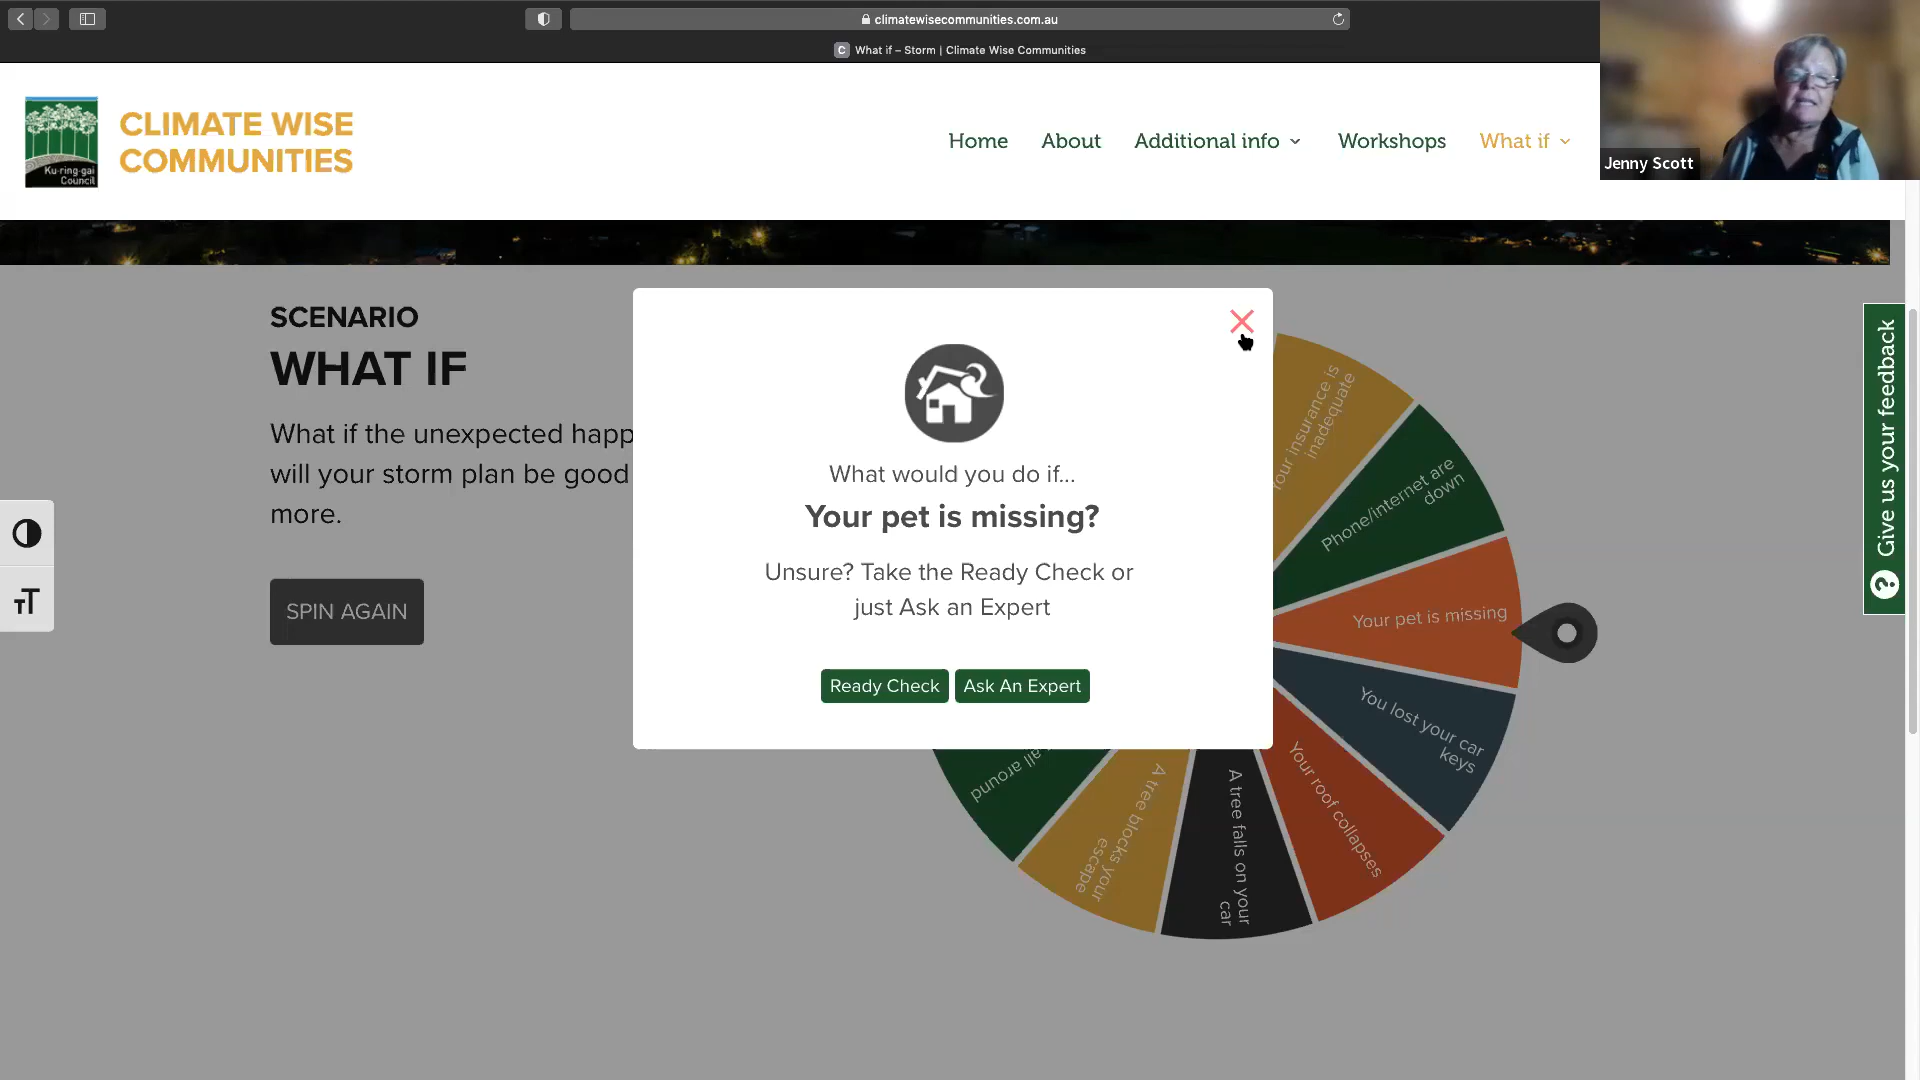 climatewisecommunities.com.au
C What if – Storm | Climate Wise Communities
Ku-ring-gai
Council
CLIMATE WISE
COMMUNITIES
Home
About
Additional info
Workshops
What if
Jenny Scott
SCENARIO
WHAT IF
What if the unexpected happ
will your storm plan be good
more.
SPIN AGAIN
What would you do if...
Your pet is missing?
Unsure? Take the Ready Check or
just Ask an Expert
Ready Check
Ask An Expert
Your insurance is
inadequate
Phone/internet are
down
Your pet is missing
You lost your car
keys
Your roof collapses
A tree falls on your
car
A tree blocks your
escape
all around
Give us your feedback